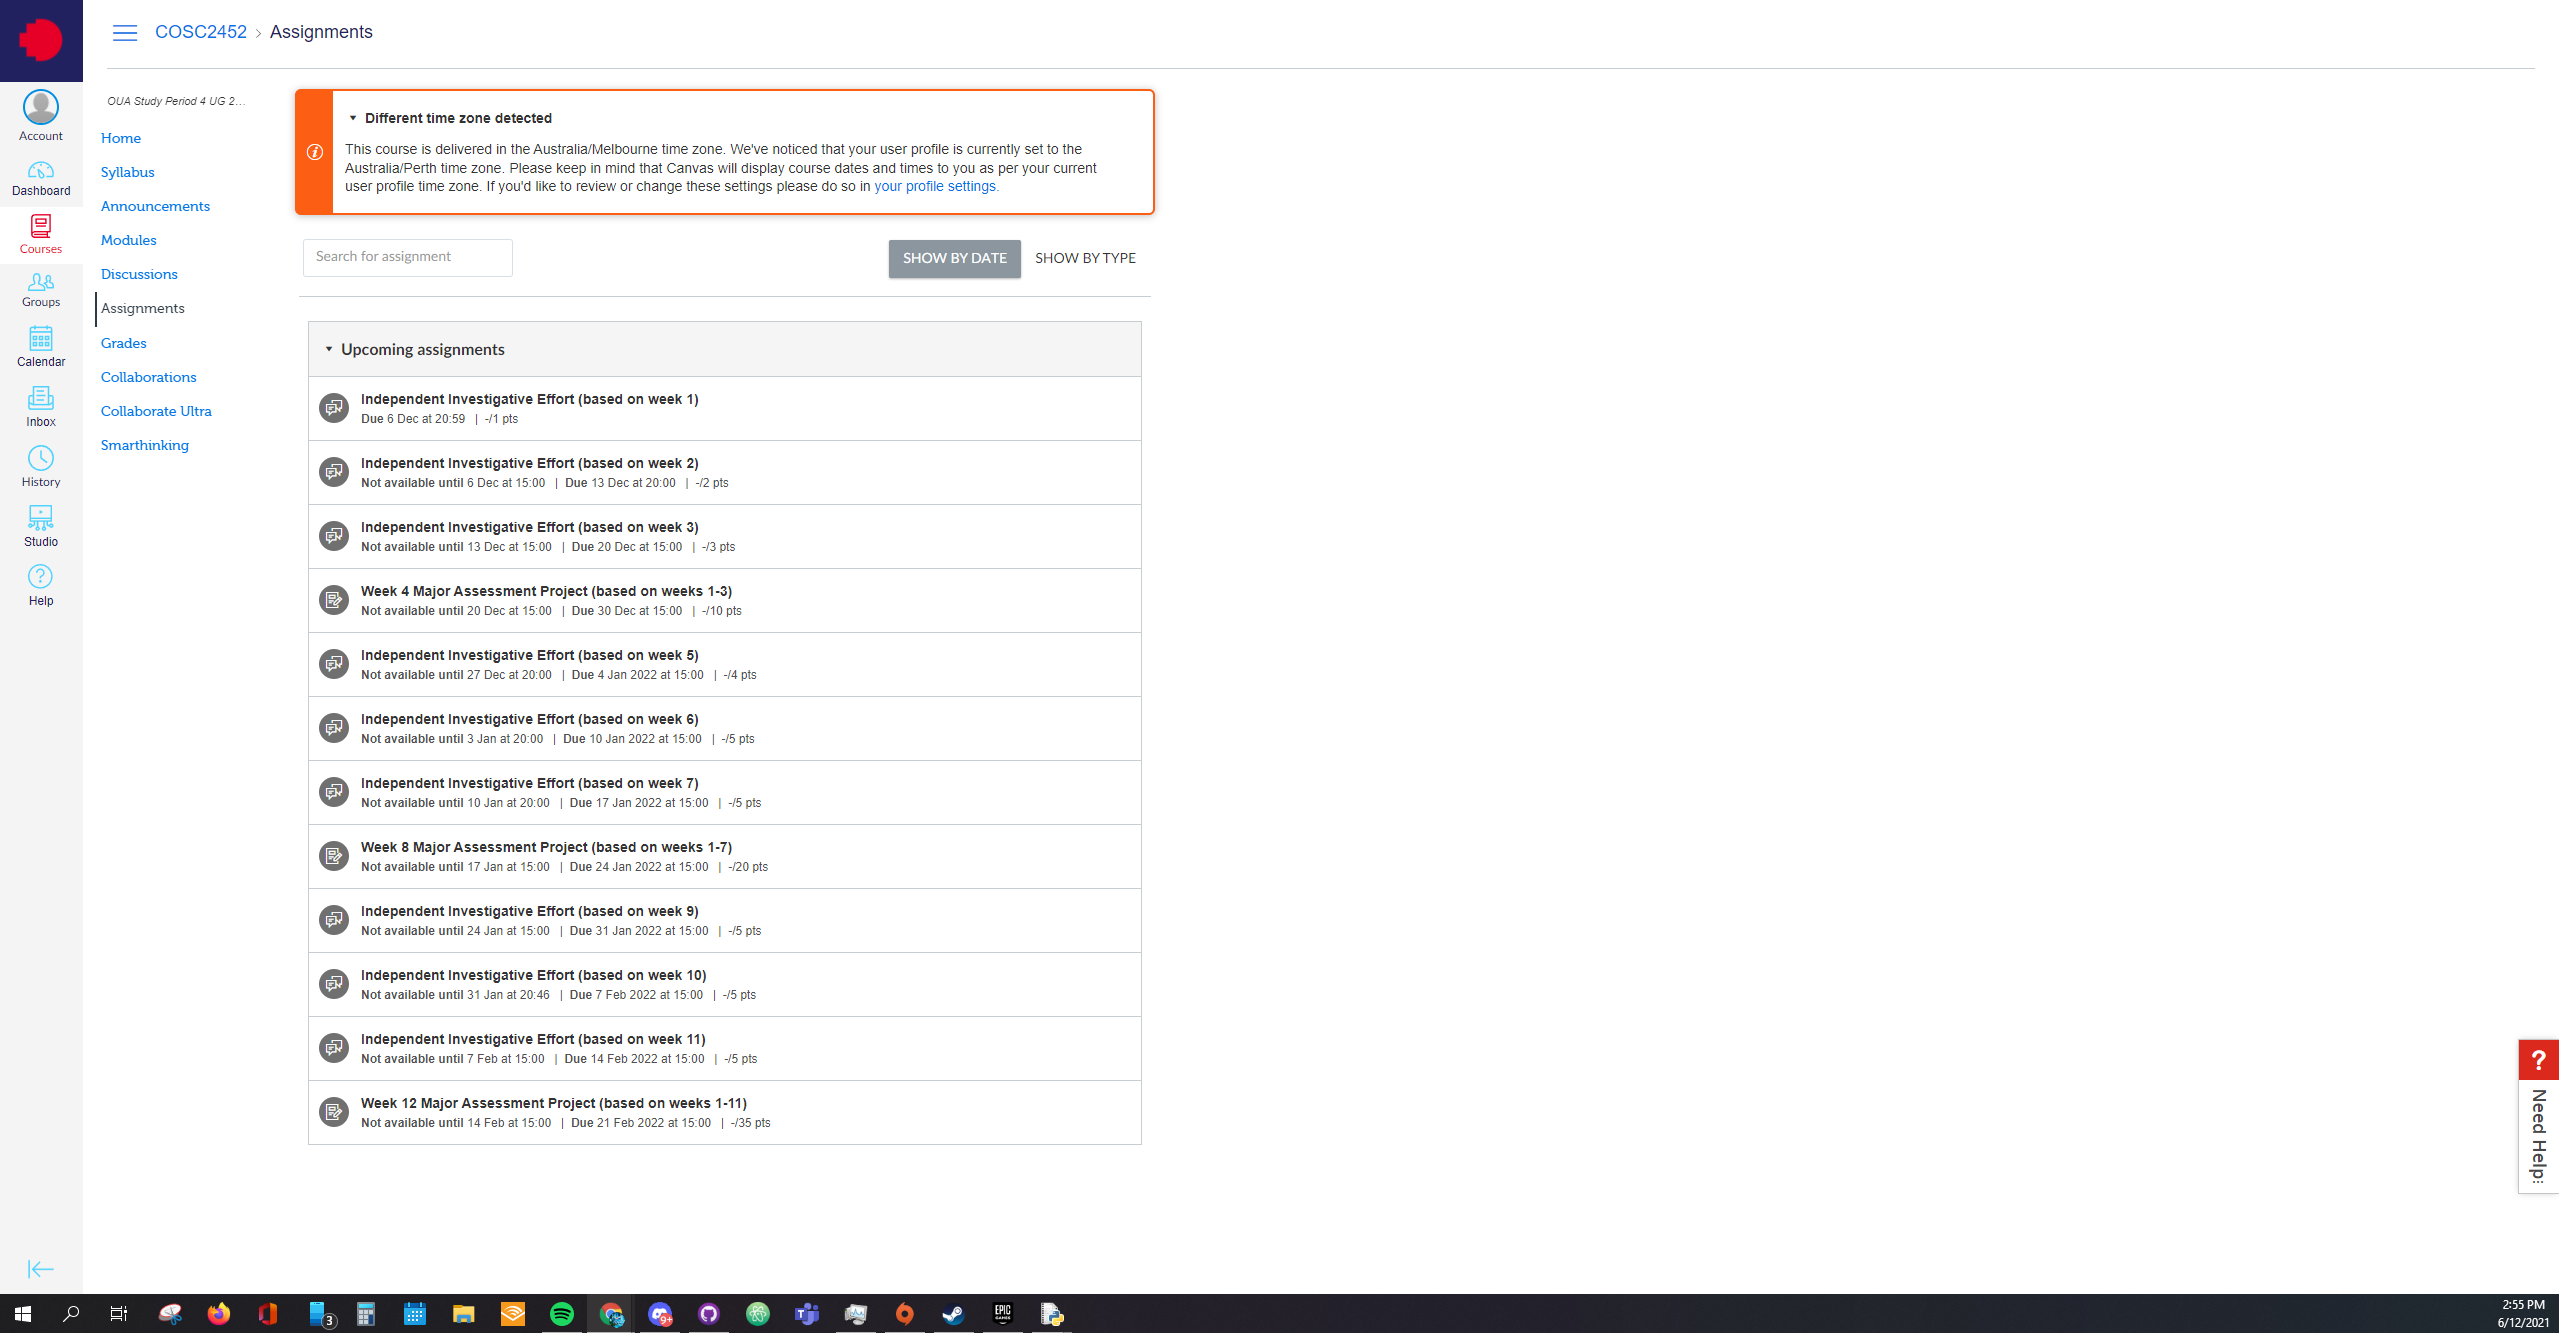 COSC2452 › Assignments
Account
Dashboard
Courses
Groups
Calendar
Inbox
History
Studio
Help
OUA Study Period 4 UG 2...
Home
Syllabus
Announcements
Modules
Discussions
Assignments
Grades
Collaborations
Collaborate Ultra
Smarthinking
Different time zone detected
This course is delivered in the Australia/Melbourne time zone. We've noticed that your user profile is currently set to the
Australia/Perth time zone. Please keep in mind that Canvas will display course dates and times to you as per your current
user profile time zone. If you'd like to review or change these settings please do so in your profile settings.
Search for assignment
SHOW BY DATE
SHOW BY TYPE
Upcoming assignments
Independent Investigative Effort (based on week 1)
Due 6 Dec at 20:59 | -/1 pts
Independent Investigative Effort (based on week 2)
Not available until 6 Dec at 15:00 | Due 13 Dec at 20:00 | -/2 pts
Independent Investigative Effort (based on week 3)
Not available until 13 Dec at 15:00 | Due 20 Dec at 15:00 | -/3 pts
Week 4 Major Assessment Project (based on weeks 1-3)
Not available until 20 Dec at 15:00 | Due 30 Dec at 15:00 | -/10 pts
Independent Investigative Effort (based on week 5)
Not available until 27 Dec at 20:00 | Due 4 Jan 2022 at 15:00 | -/4 pts
Independent Investigative Effort (based on week 6)
Not available until 3 Jan at 20:00 | Due 10 Jan 2022 at 15:00 | -/5 pts
Independent Investigative Effort (based on week 7)
Not available until 10 Jan at 20:00 | Due 17 Jan 2022 at 15:00 | -/5 pts
Week 8 Major Assessment Project (based on weeks 1-7)
Not available until 17 Jan at 15:00 | Due 24 Jan 2022 at 15:00 | -/20 pts
Independent Investigative Effort (based on week 9)
Not available until 24 Jan at 15:00 | Due 31 Jan 2022 at 15:00 | -/5 pts
Independent Investigative Effort (based on week 10)
Not available until 31 Jan at 20:46 | Due 7 Feb 2022 at 15:00 | -/5 pts
Independent Investigative Effort (based on week 11)
Not available until 7 Feb at 15:00 | Due 14 Feb 2022 at 15:00 | -/5 pts
Week 12 Major Assessment Project (based on weeks 1-11)
Not available until 14 Feb at 15:00 | Due 21 Feb 2022 at 15:00 | -/35 pts
?
Need Help
3
9+
EPIC
GAMES
2:55 PM
6/12/2021